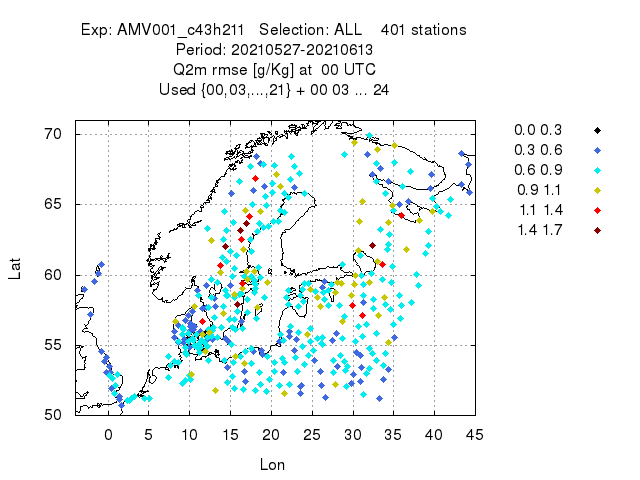 Exp: AMV001_c43h211 Selection: ALL 401 stations
Period: 20210527-20210613
Q2m rmse [g/Kg] at 00 UTC
Used {00,03,...,21} + 00 03 ... 24
70
65
60
55
50
Lat
0 5 10 15 20 25 30 35 40 45
Lon
0.0 0.3
0.3 0.6
0.6 0.9
0.9 1.1
1.1 1.4
1.4 1.7